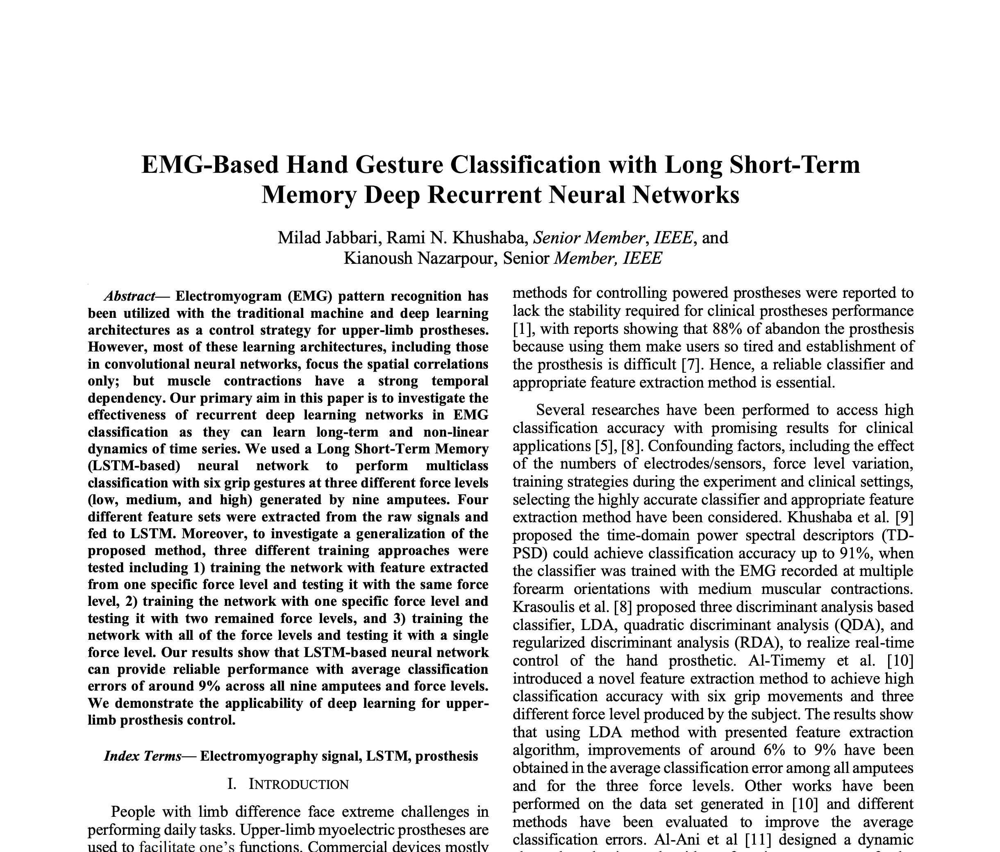 EMG-Based Hand Gesture Classification with Long Short-Term
Memory Deep Recurrent Neural Networks
Milad Jabbari, Rami N. Khushaba, Senior Member, IEEE, and
Kianoush Nazarpour, Senior Member, IEEE
Abstract— Electromyogram (EMG) pattern recognition has
been utilized with the traditional machine and deep learning
architectures as a control strategy for upper-limb prostheses.
However, most of these learning architectures, including those
in convolutional neural networks, focus the spatial correlations
only; but muscle contractions have a strong temporal
dependency. Our primary aim in this paper is to investigate the
effectiveness of recurrent deep learning networks in EMG
classification as they can learn long-term and non-linear
dynamics of time series. We used a Long Short-Term Memory
(LSTM-based) neural network to perform multiclass
classification with six grip gestures at three different force levels
(low, medium, and high) generated by nine amputees. Four
different feature sets were extracted from the raw signals and
fed to LSTM. Moreover, to investigate a generalization of the
proposed method, three different training approaches were
tested including 1) training the network with feature extracted
from one specific force level and testing it with the same force
level, 2) training the network with one specific force level and
testing it with two remained force levels, and 3) training the
network with all of the force levels and testing it with a single
force level. Our results show that LSTM-based neural network
can provide reliable performance with average classification
errors of around 9% across all nine amputees and force levels.
We demonstrate the applicability of deep learning for upper-
limb prosthesis control.
Index Terms— Electromyography signal, LSTM, prosthesis
I. INTRODUCTION
People with limb difference face extreme challenges in
performing daily tasks. Upper-limb myoelectric prostheses are
used to facilitate one’s functions. Commercial devices mostly
methods for controlling powered prostheses were reported to
lack the stability required for clinical prostheses performance
[1], with reports showing that 88% of abandon the prosthesis
because using them make users so tired and establishment of
the prosthesis is difficult [7]. Hence, a reliable classifier and
appropriate feature extraction method is essential.
Several researches have been performed to access high
classification accuracy with promising results for clinical
applications [5], [8]. Confounding factors, including the effect
of the numbers of electrodes/sensors, force level variation,
training strategies during the experiment and clinical settings,
selecting the highly accurate classifier and appropriate feature
extraction method have been considered. Khushaba et al. [9]
proposed the time-domain power spectral descriptors (TD-
PSD) could achieve classification accuracy up to 91%, when
the classifier was trained with the EMG recorded at multiple
forearm orientations with medium muscular contractions.
Krasoulis et al. [8] proposed three discriminant analysis based
classifier, LDA, quadratic discriminant analysis (QDA), and
regularized discriminant analysis (RDA), to realize real-time
control of the hand prosthetic. Al-Timemy et al. [10]
introduced a novel feature extraction method to achieve high
classification accuracy with six grip movements and three
different force level produced by the subject. The results show
that using LDA method with presented feature extraction
algorithm, improvements of around 6% to 9% have been
obtained in the average classification error among all amputees
and for the three force levels. Other works have been
performed on the data set generated in [10] and different
methods have been evaluated to improve the average
classification errors. Al-Ani et al [11] designed a dynamic